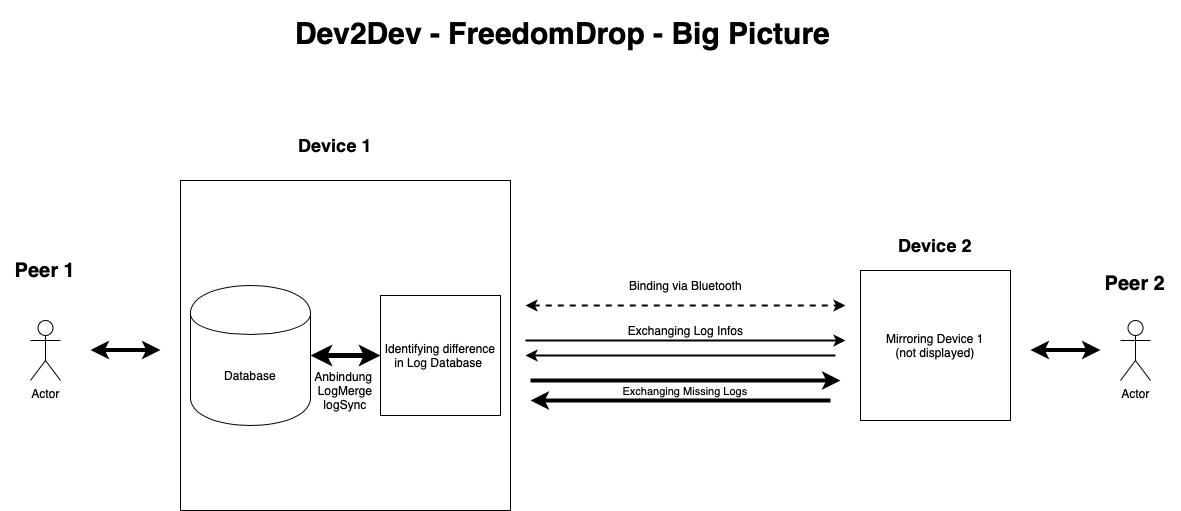 Dev2Dev - FreedomDrop - Big Picture
Device 1
Device 2
Peer 1
Peer 2
Binding via Bluetooth
Exchanging Log Infos
Mirroring Device 1
(not displayed)
Identifying difference
in Log Database
Database
Anbindung
LogMerge
logSync
Exchanging Missing Logs
Actor
Actor